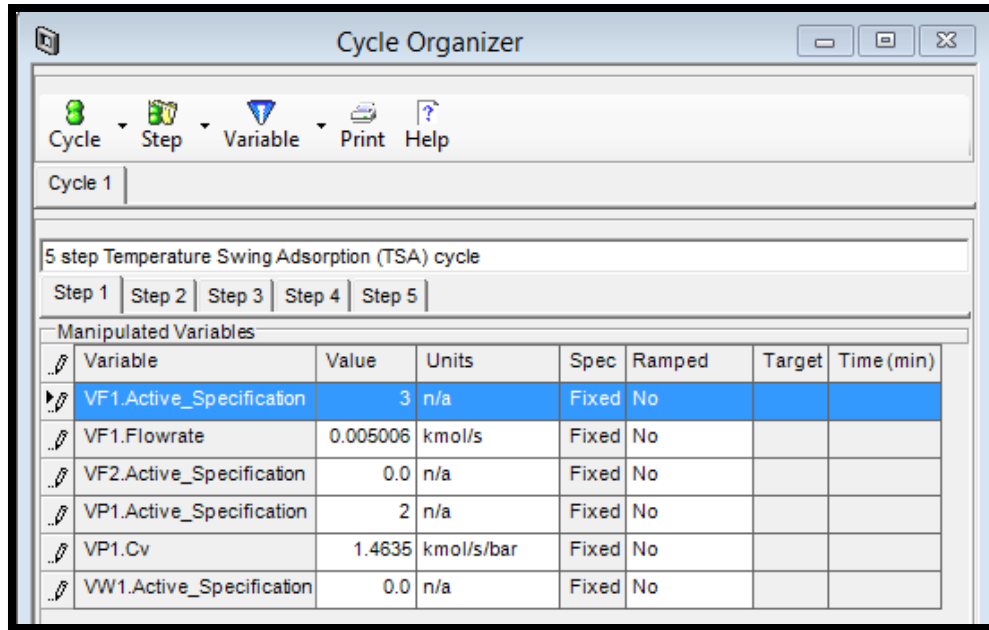 Cycle Organizer
Cycle Step Variable Print Help
Cycle 1
5 step Temperature Swing Adsorption (TSA) cycle
Step 1 Step 2 Step 3 Step 4 Step 5
Manipulated Variables
Variable Value Units Spec Ramped Target Time (min)
VF1.Active_Specification 3 n/a Fixed No
VF1.Flowrate 0.005006 kmol/s Fixed No
VF2.Active_Specification 0.0 n/a Fixed No
VP1.Active_Specification 2 n/a Fixed No
VP1.Cv 1.4635 kmol/s/bar Fixed No
VW1.Active_Specification 0.0 n/a Fixed No